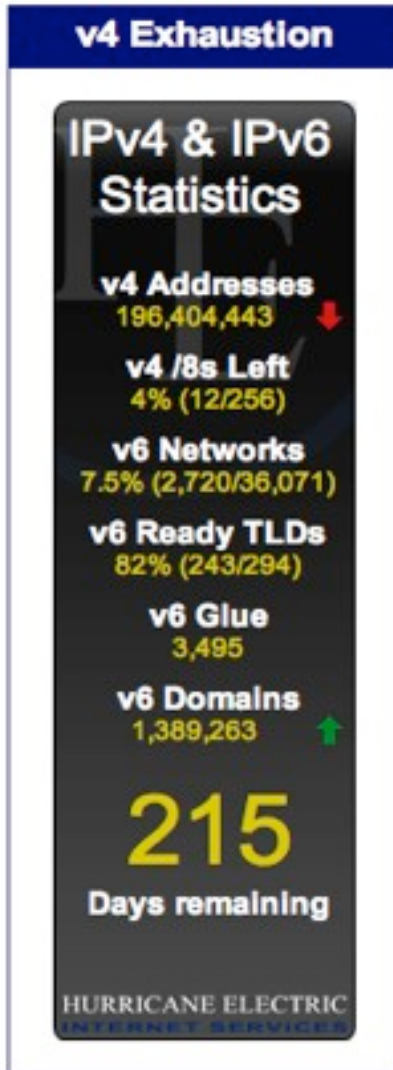 v4 Exhaustion
IPv4 & IPv6
Statistics
v4 Addresses
196,404,443
v4 /8s Left
4% (12/256)
v6 Networks
7.5% (2,720/36,071)
v6 Ready TLDs
82% (243/294)
v6 Glue
3,495
v6 Domains
1,389,263
215
Days remaining
HURRICANE ELECTRIC
INTERNET SERVICES